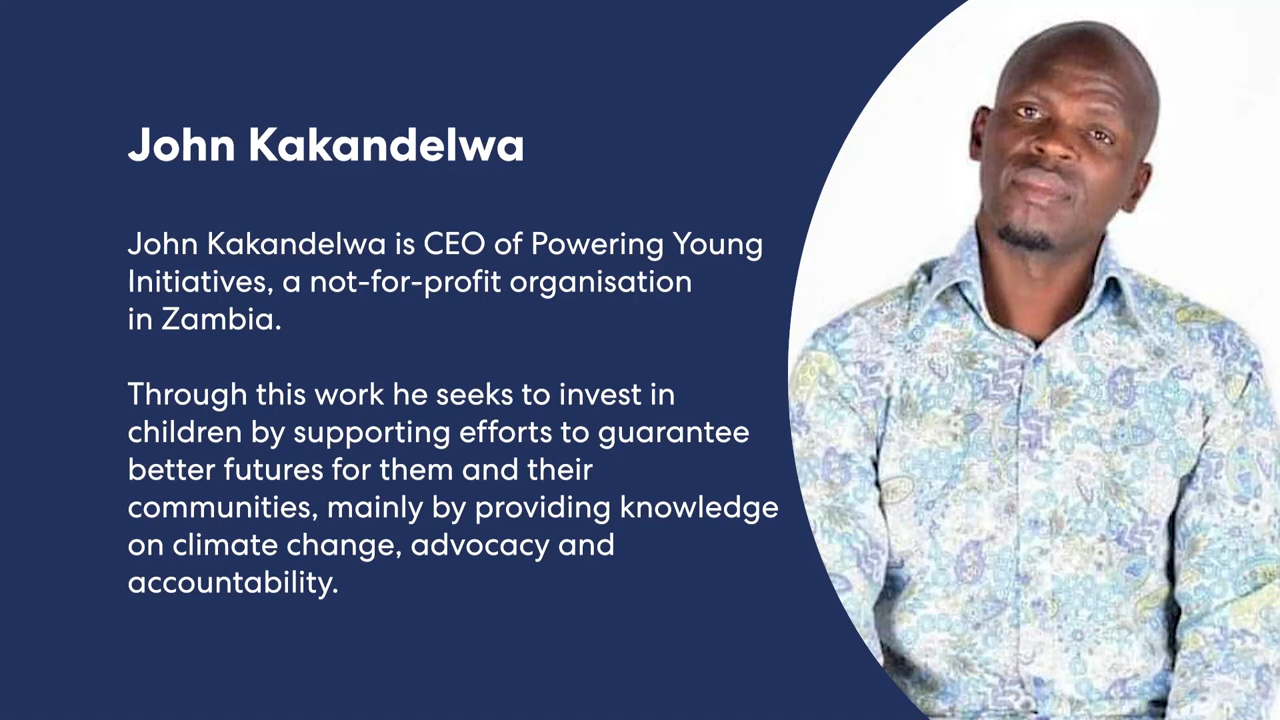 John Kakandelwa
John Kakandelwa is CEO of Powering Young
Initiatives, a not-for-profit organisation
in Zambia.
Through this work he seeks to invest in
children by supporting efforts to guarantee
better futures for them and their
communities, mainly by providing knowledge
on climate change, advocacy and
accountability.